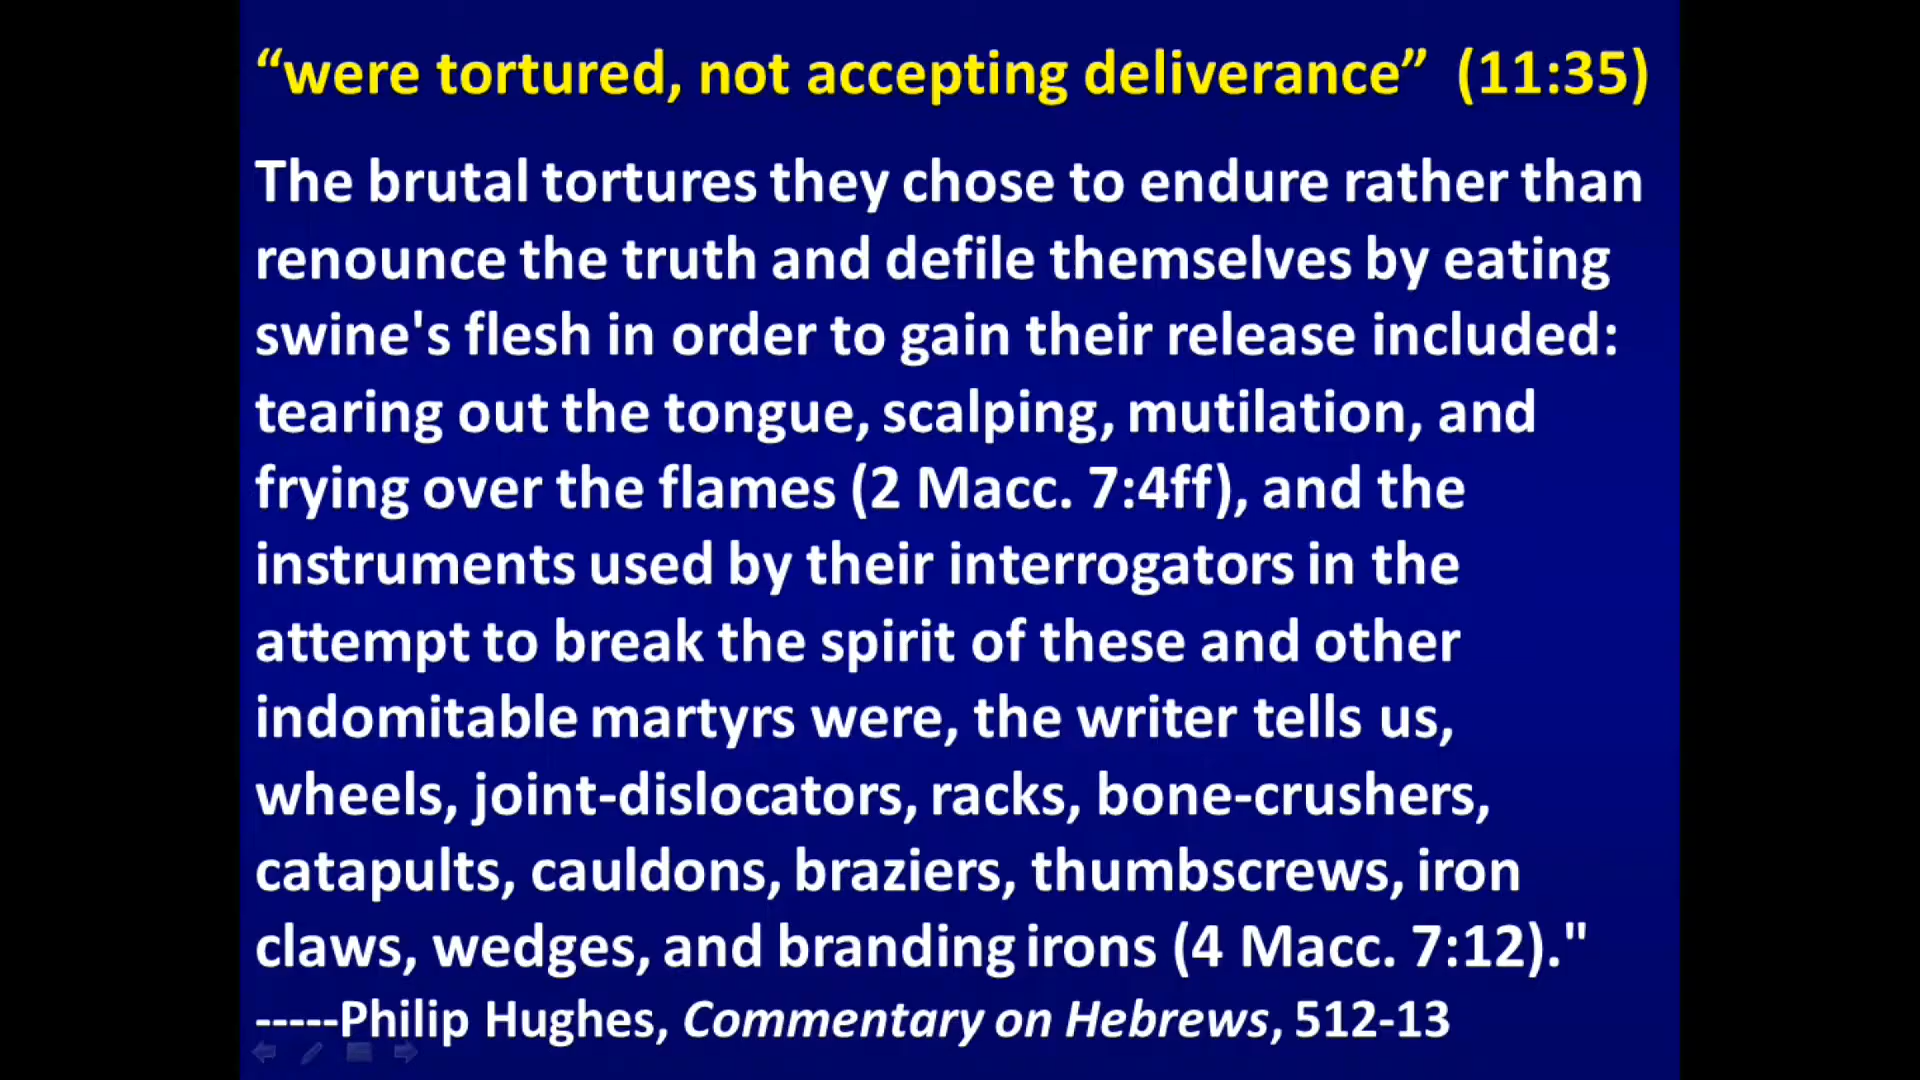 “were tortured, not accepting deliverance” (11:35)
The brutal tortures they chose to endure rather than
renounce the truth and defile themselves by eating
swine's flesh in order to gain their release included:
tearing out the tongue, scalping, mutilation, and
frying over the flames (2 Macc. 7:4ff), and the
instruments used by their interrogators in the
attempt to break the spirit of these and other
indomitable martyrs were, the writer tells us,
wheels, joint-dislocators, racks, bone-crushers,
catapults, cauldons, braziers, thumbscrews, iron
claws, wedges, and branding irons (4 Macc. 7:12)."
-----Philip Hughes, Commentary on Hebrews, 512-13